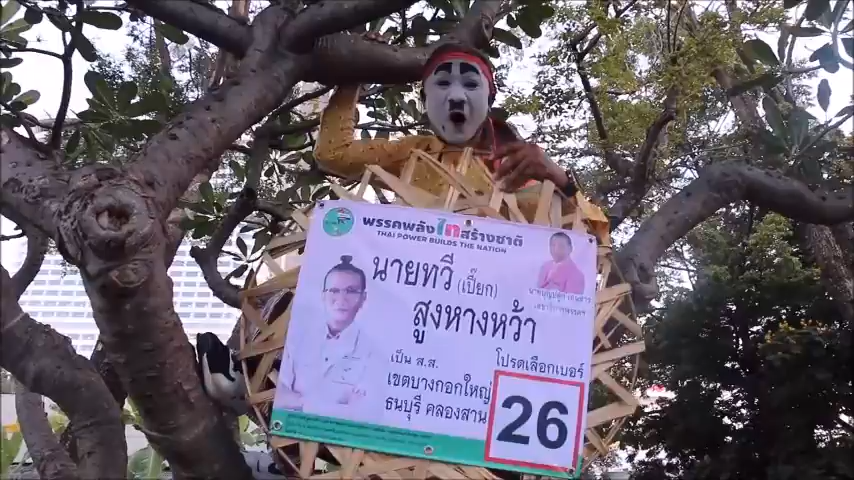 พรรคพลังไทสร้างชาติ
THAI POWER BUILDS THE NATION
นายยุทธ
(เปี๊ยก)
สูงหางหว้า
เป็น ส.ส.
เขตบางกอกใหญ่
ธนบุรี คลองสาน
โปรดเลือกเบอร์
26